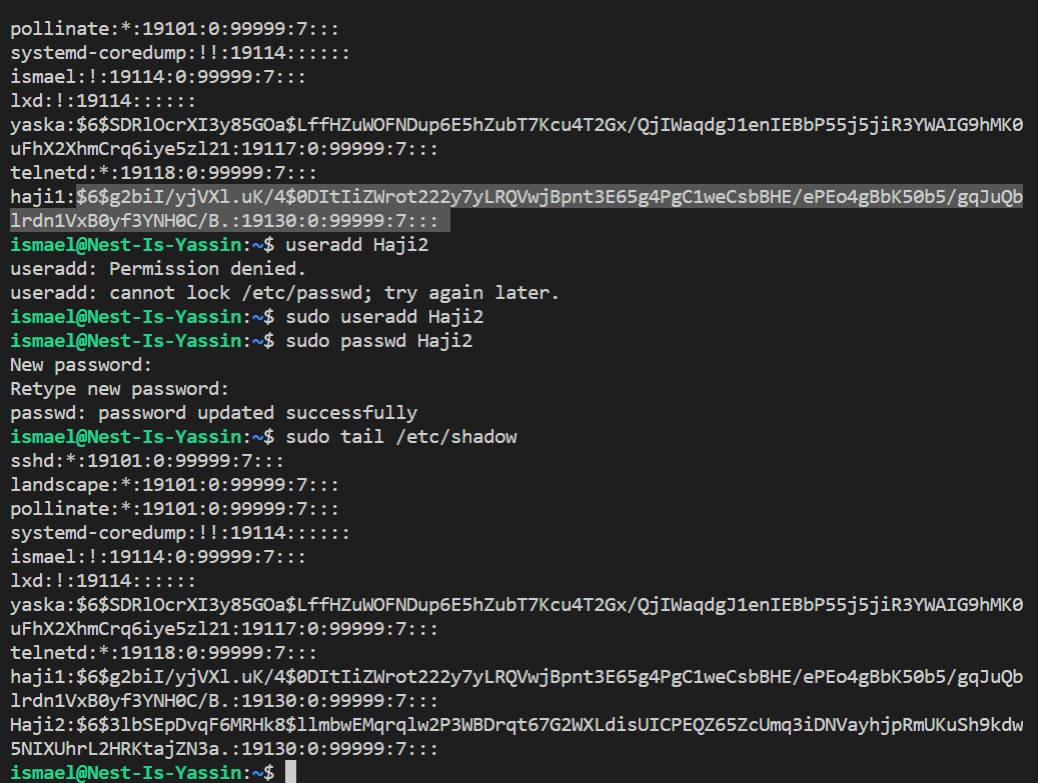 pollinate:*:19101:0:99999:7:::
systemd-coredump:!!:19114::::::
ismael:!:19114:0:99999:7:::
lxd:!:19114::::::
yaska:$6$SDRlOcrXI3y85GOa$LffHZuWOFNDup6E5hZubT7Kcu4T2Gx/QjIWaqdgJ1enIEBbP55j5jiR3YWAIG9hMK0
uFhX2XhmCrq6iye5zl21:19117:0:99999:7:::
telnetd:*:19118:0:99999:7:::
haji1:$6$g2biI/yjVXl.uK/4$0DItIiZWrot222y7yLRQVwjBpnt3E65g4PgC1weCsbBHE/ePEo4gBbK50b5/gqJuQb
lrdn1VxB0yf3YNH0C/B.:19130:0:99999:7:::
ismael@Nest-Is-Yassin:~$ useradd Haji2
useradd: Permission denied.
useradd: cannot lock /etc/passwd; try again later.
ismael@Nest-Is-Yassin:~$ sudo useradd Haji2
ismael@Nest-Is-Yassin:~$ sudo passwd Haji2
New password:
Retype new password:
passwd: password updated successfully
ismael@Nest-Is-Yassin:~$ sudo tail /etc/shadow
sshd:*:19101:0:99999:7:::
landscape:*:19101:0:99999:7:::
pollinate:*:19101:0:99999:7:::
systemd-coredump:!!:19114::::::
ismael:!:19114:0:99999:7:::
lxd:!:19114::::::
yaska:$6$SDRlOcrXI3y85GOa$LffHZuWOFNDup6E5hZubT7Kcu4T2Gx/QjIWaqdgJ1enIEBbP55j5jiR3YWAIG9hMK0
uFhX2XhmCrq6iye5zl21:19117:0:99999:7:::
telnetd:*:19118:0:99999:7:::
haji1:$6$g2biI/yjVXl.uK/4$0DItIiZWrot222y7yLRQVwjBpnt3E65g4PgC1weCsbBHE/ePEo4gBbK50b5/gqJuQb
lrdn1VxB0yf3YNH0C/B.:19130:0:99999:7:::
Haji2:$6$3lbSEpDvqF6MRHk8$llmbwEMqrqlw2P3WBDrqt67G2WXLdisUICPEQZ65ZcUmq3iDNVayhjpRmUKuSh9kdw
5NIXUhrL2HRKtajZN3a.:19130:0:99999:7:::
ismael@Nest-Is-Yassin:~$